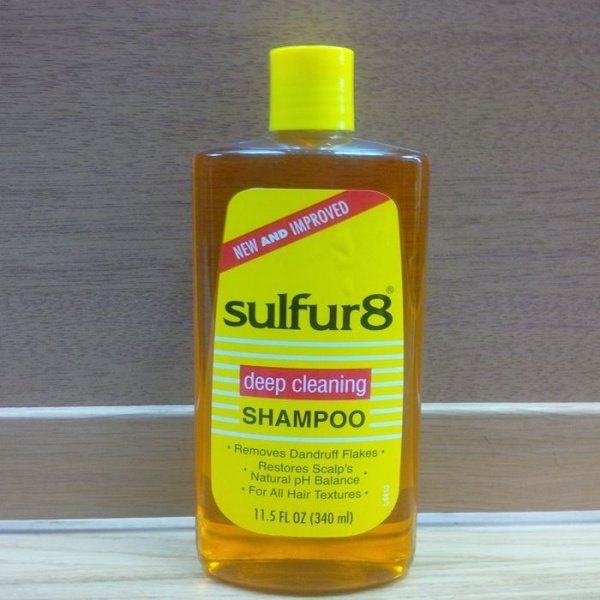 NEW AND IMPROVED
sulfur8®
deep cleaning
SHAMPOO
• Removes Dandruff Flakes •
• Restores Scalp's
Natural pH Balance •
• For All Hair Textures •
11.5 FL OZ (340 ml)